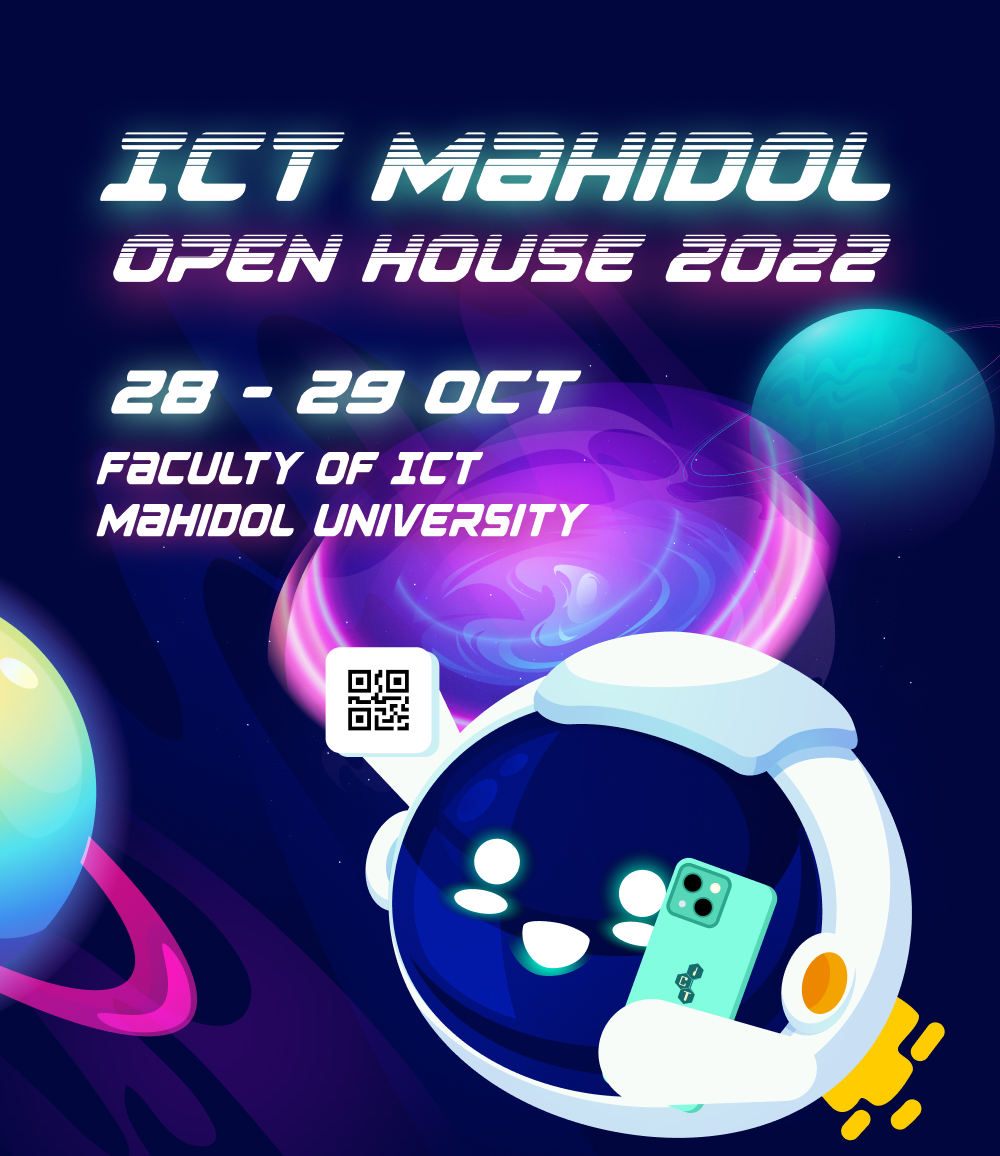 ICT MAHIDOL
OPEN HOUSE 2022
28 - 29 OCT
FACULTY OF ICT
MAHIDOL UNIVERSITY
I
C
T